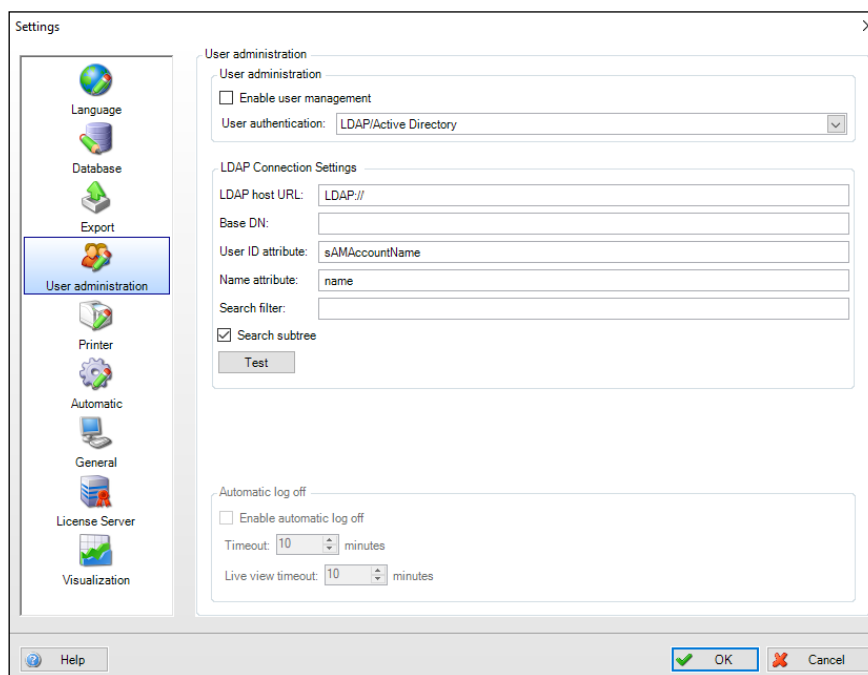 Settings
Language
Database
Export
User administration
Printer
Automatic
General
License Server
Visualization
User administration
User administration
Enable user management
User authentication: LDAP/Active Directory
LDAP Connection Settings
LDAP host URL: LDAP://
Base DN:
User ID attribute: sAMAccountName
Name attribute: name
Search filter:
Search subtree
Test
Automatic log off
Enable automatic log off
Timeout: 10 minutes
Live view timeout: 10 minutes
Help
OK
Cancel